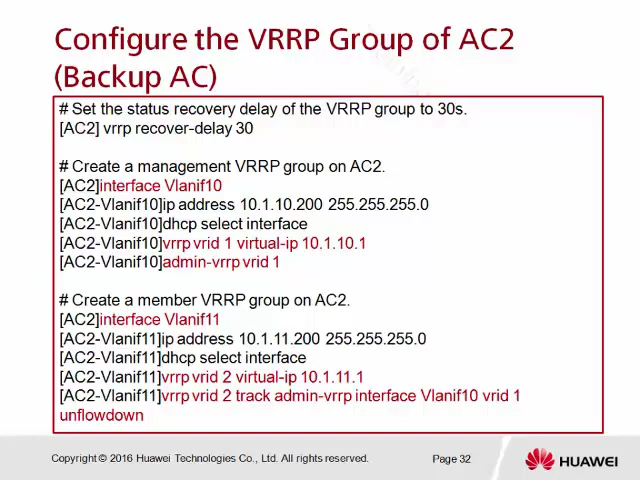 Configure the VRRP Group of AC2
(Backup AC)
# Set the status recovery delay of the VRRP group to 30s.
[AC2] vrrp recover-delay 30
# Create a management VRRP group on AC2.
[AC2]interface Vlanif10
[AC2-Vlanif10]ip address 10.1.10.200 255.255.255.0
[AC2-Vlanif10]dhcp select interface
[AC2-Vlanif10]vrrp vrid 1 virtual-ip 10.1.10.1
[AC2-Vlanif10]admin-vrrp vrid 1
# Create a member VRRP group on AC2.
[AC2]interface Vlanif11
[AC2-Vlanif11]ip address 10.1.11.200 255.255.255.0
[AC2-Vlanif11]dhcp select interface
[AC2-Vlanif11]vrrp vrid 2 virtual-ip 10.1.11.1
[AC2-Vlanif11]vrrp vrid 2 track admin-vrrp interface Vlanif10 vrid 1
unflowdown
Copyright © 2016 Huawei Technologies Co., Ltd. All rights reserved.
Page 32
HUAWEI